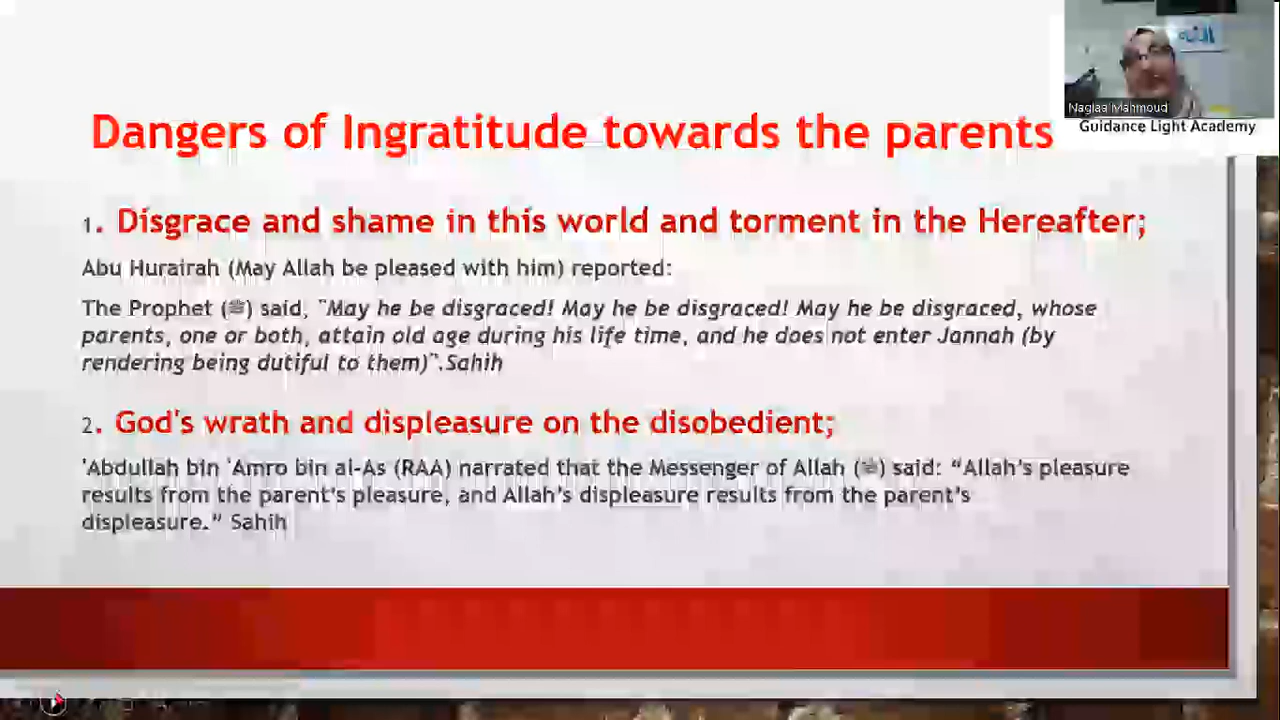 Naglaa Mahmoud
Guidance Light Academy
Dangers of Ingratitude towards the parents
1. Disgrace and shame in this world and torment in the Hereafter;
Abu Hurairah (May Allah be pleased with him) reported:
The Prophet (ﷺ) said, "May he be disgraced! May he be disgraced! May he be disgraced, whose
parents, one or both, attain old age during his life time, and he does not enter Jannah (by
rendering being dutiful to them)".Sahih
2. God's wrath and displeasure on the disobedient;
'Abdullah bin 'Amro bin al-As (RAA) narrated that the Messenger of Allah (ﷺ) said: “Allah’s pleasure
results from the parent’s pleasure, and Allah’s displeasure results from the parent’s
displeasure.” Sahih